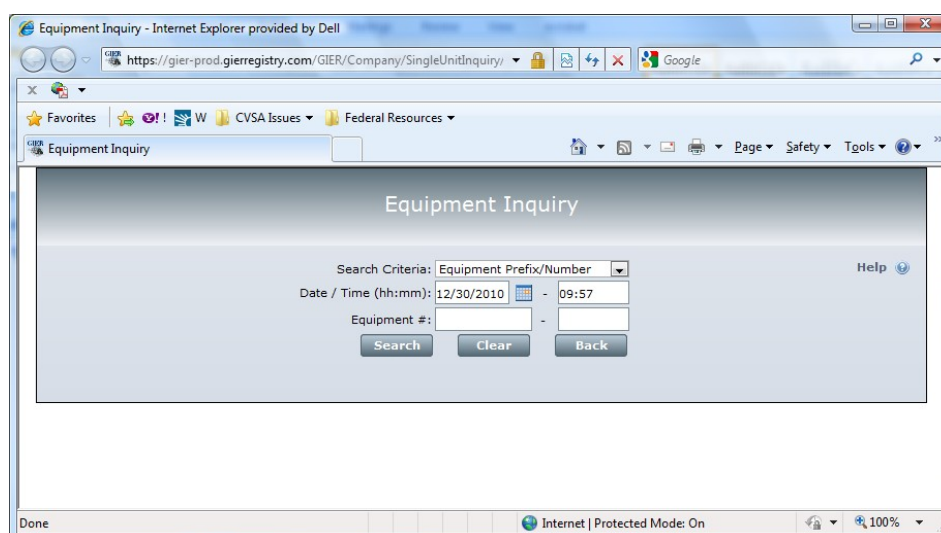 Equipment Inquiry - Internet Explorer provided by Dell
https://gier-prod.gierregistry.com/GIER/Company/SingleUnitInquiry/
Google
x
Favorites ! W CVSA Issues Federal Resources
GIER Equipment Inquiry Page Safety Tools »
Equipment Inquiry
Search Criteria: Equipment Prefix/Number Help
Date / Time (hh:mm): 12/30/2010 - 09:57
Equipment #: -
Search Clear Back
Done Internet | Protected Mode: On 100%